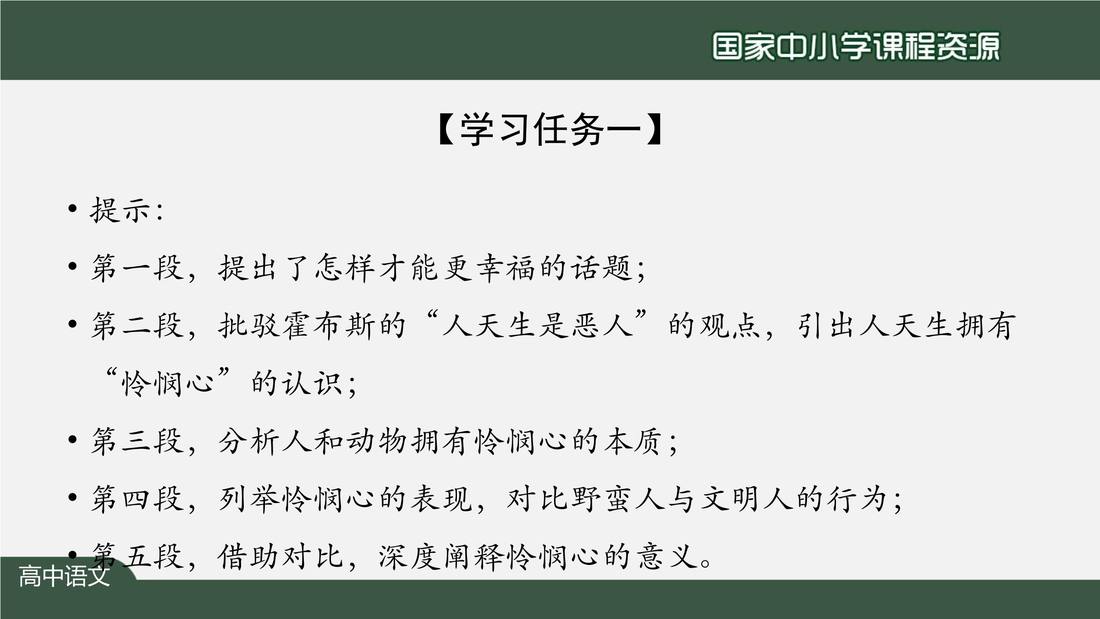 国家中小学课程资源
【学习任务一】
• 提示：
• 第一段，提出了怎样才能更幸福的话题；
• 第二段，批驳霍布斯的“人天生是恶人”的观点，引出人天生拥有
“怜悯心”的认识；
• 第三段，分析人和动物拥有怜悯心的本质；
• 第四段，列举怜悯心的表现，对比野蛮人与文明人的行为；
• 第五段，借助对比，深度阐释怜悯心的意义。
高中语文